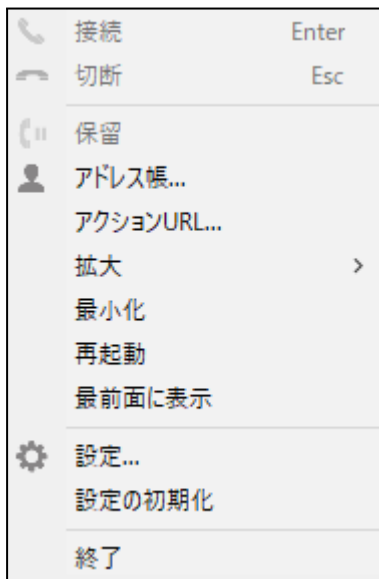 接続 Enter
切断 Esc
保留
アドレス帳...
アクションURL...
拡大
最小化
再起動
最前面に表示
設定...
設定の初期化
終了